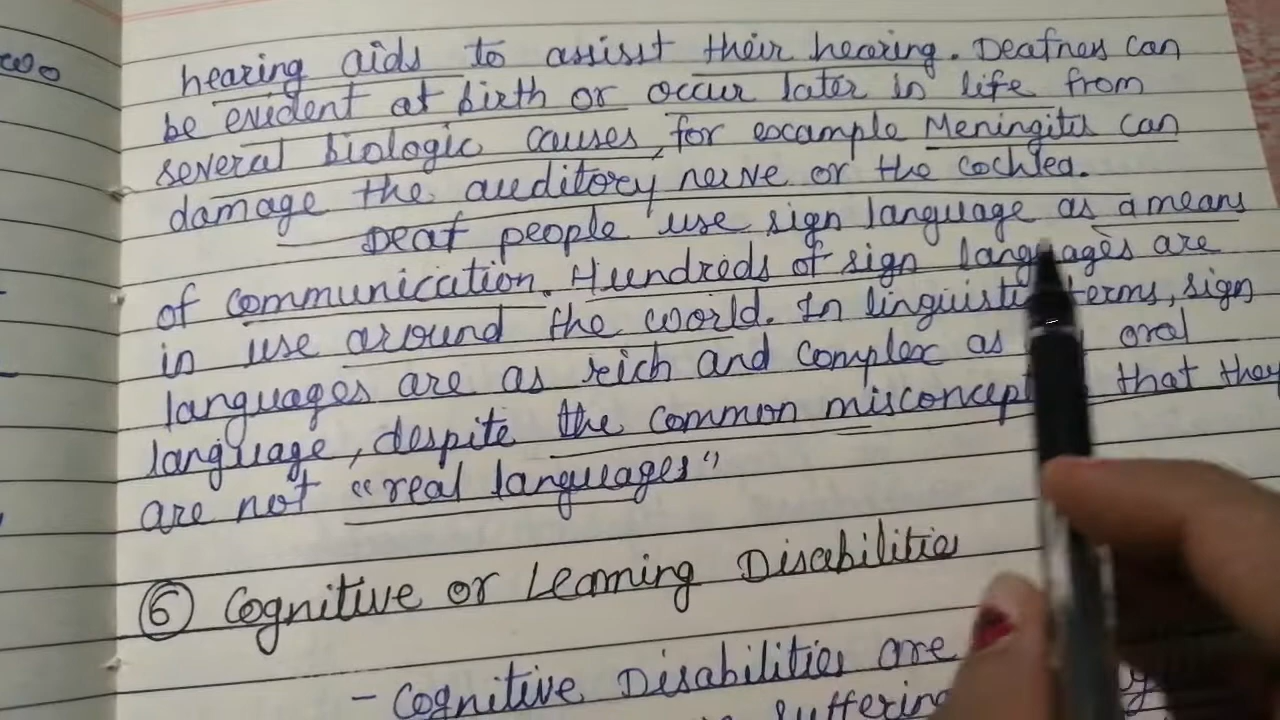 hearing aids to assisst their hearing. Deafness can
be evident at birth or occur later in life from
several biologic causes, for example Meningitis can
damage the auditory nerve or the cochlea.
Deaf people use sign language as a means
of communication. Hundreds of sign languages are
in use around the world. In linguistic terms, sign
languages are as rich and complex as oral
language, despite the common misconcep that they
are not "real languages"
6 Cognitive or Learning Disabilities
- Cognitive Disabilities are
suffering